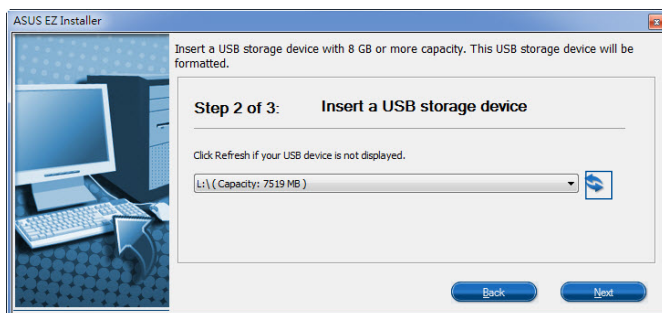 ASUS EZ Installer
Insert a USB storage device with 8 GB or more capacity. This USB storage device will be
formatted.
Step 2 of 3: Insert a USB storage device
Click Refresh if your USB device is not displayed.
L:\ ( Capacity: 7519 MB )
Back Next